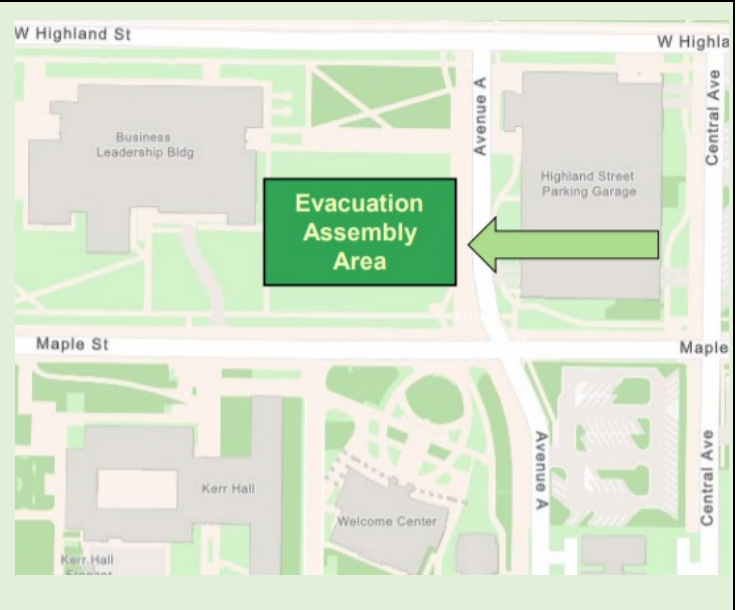 W Highland St
W Highla
Avenue A
Central Ave
Business
Leadership Bldg
Highland Street
Parking Garage
Evacuation
Assembly
Area
Maple St
Maple
Avenue A
Central Ave
Kerr Hall
Welcome Center
Kerr Hall
Freezer